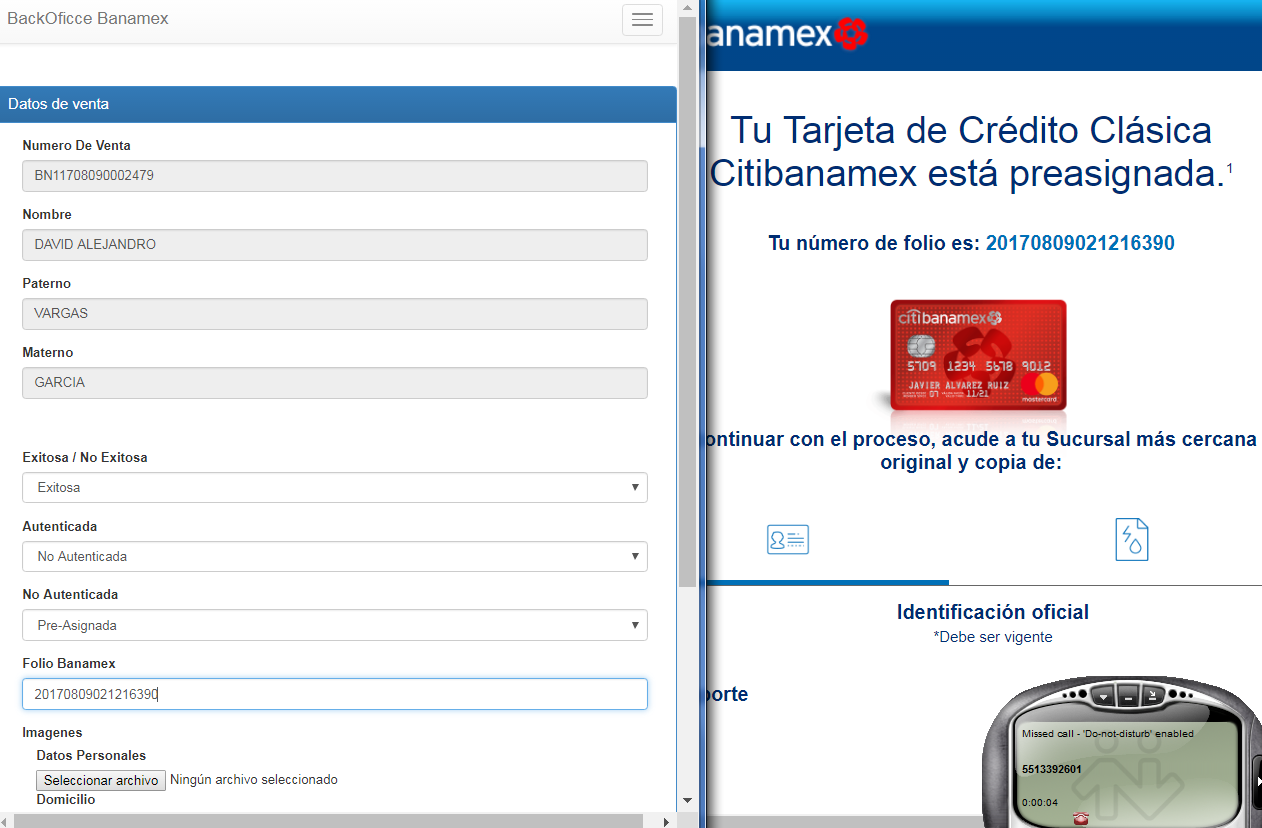 BackOficce Banamex
Datos de venta
Numero De Venta
BN11708090002479
Nombre
DAVID ALEJANDRO
Paterno
VARGAS
Materno
GARCIA
Exitosa / No Exitosa
Exitosa
Autenticada
No Autenticada
No Autenticada
Pre-Asignada
Folio Banamex
20170809021216390
Imagenes
Datos Personales
Seleccionar archivo Ningún archivo seleccionado
Domicilio
anamex
Tu Tarjeta de Crédito Clásica
Citibanamex está preasignada.1
Tu número de folio es: 20170809021216390
citibanamex
5709 1234 5678 9012
JAVIER ALVAREZ RUIZ
07 11/21
mastercard
ontinuar con el proceso, acude a tu Sucursal más cercana
original y copia de:
Identificación oficial
*Debe ser vigente
porte
Missed call - 'Do-not-disturb' enabled
5513392601
0:00:04